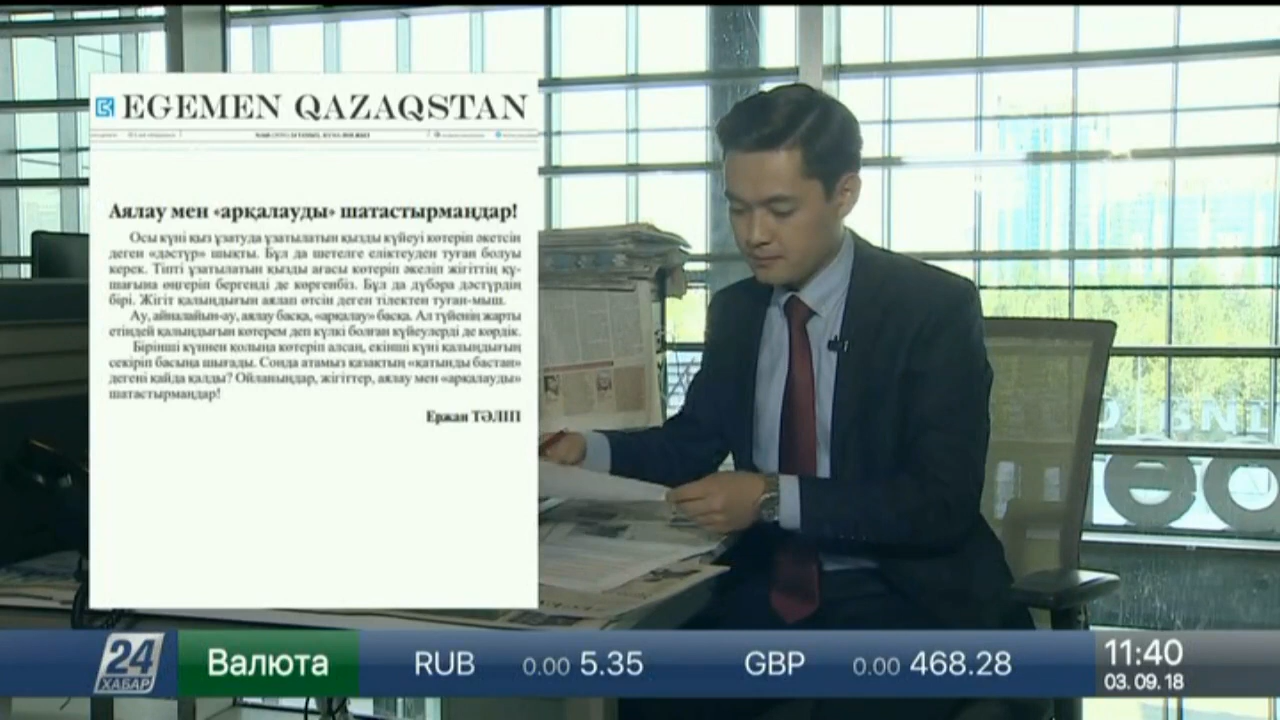 EGEMEN QAZAQSTAN
Аялау мен «арқалауды» шатастырмаңдар!
Осы күні қыз ұзатуда ұзатылатын қызды күйеуі көтеріп әкетсін
деген «дәстүр» шықты. Бұл да шетелге еліктеуден туған болуы
керек. Тіпті ұзатылатын қызды ағасы көтеріп әкеліп жігіттің құ-
шағына өңгеріп бергенді де көргенбіз. Бұл да дүбәра дәстүрдің
бірі. Жігіт қалыңдығын аялап өтсін деген тілектен туған-мыш.
Ау, айналайын-ау, аялау басқа, «арқалау» басқа. Ал түйенің жарты
етіндей қалыңдығын көтерем деп күлкі болған күйеулерді де көрдік.
Бірінші күннен қолыңа көтеріп алсаң, екінші күні қалыңдығың
секіріп басыңа шығады. Сонда атамыз қазақтың «қатынды бастан»
дегені қайда қалды? Ойланыңдар, жігіттер, аялау мен «арқалауды»
шатастырмаңдар!
Ержан ТӘЛІП
24 ХАБАР
Валюта RUB 0.00 5.35 GBP 0.00 468.28
11:40
03.09.18